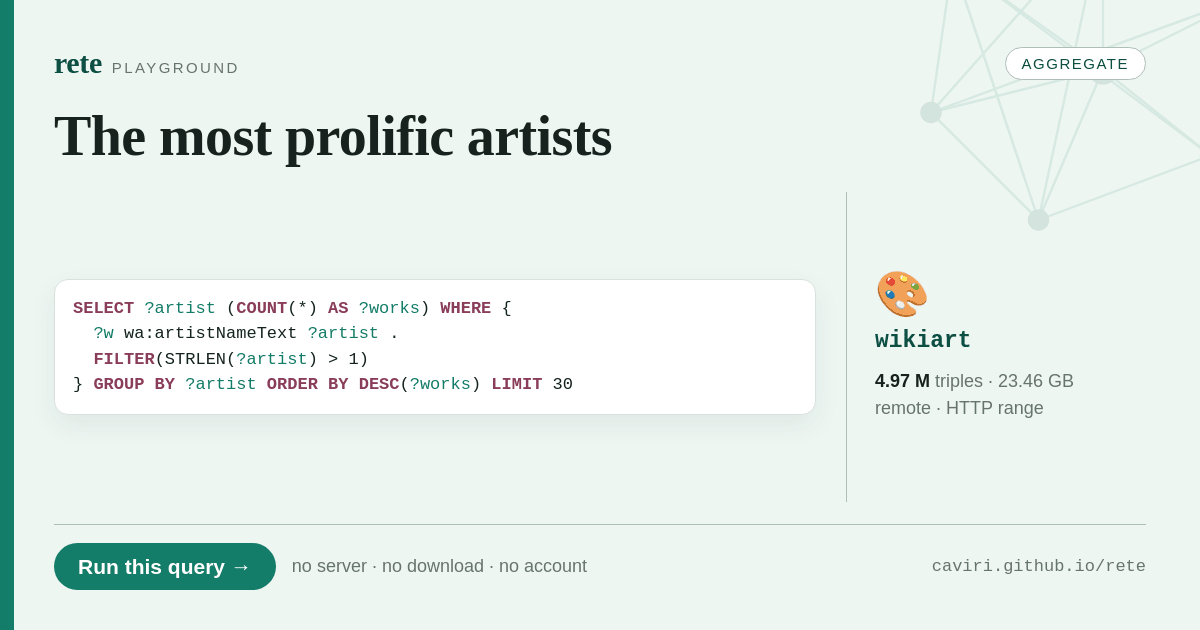 rete PLAYGROUND
AGGREGATE
The most prolific artists
SELECT ?artist (COUNT(*) AS ?works) WHERE {
  ?w wa:artistNameText ?artist .
  FILTER(STRLEN(?artist) > 1)
} GROUP BY ?artist ORDER BY DESC(?works) LIMIT 30
wikiart
4.97 M triples · 23.46 GB
remote · HTTP range
Run this query →
no server · no download · no account
caviri.github.io/rete